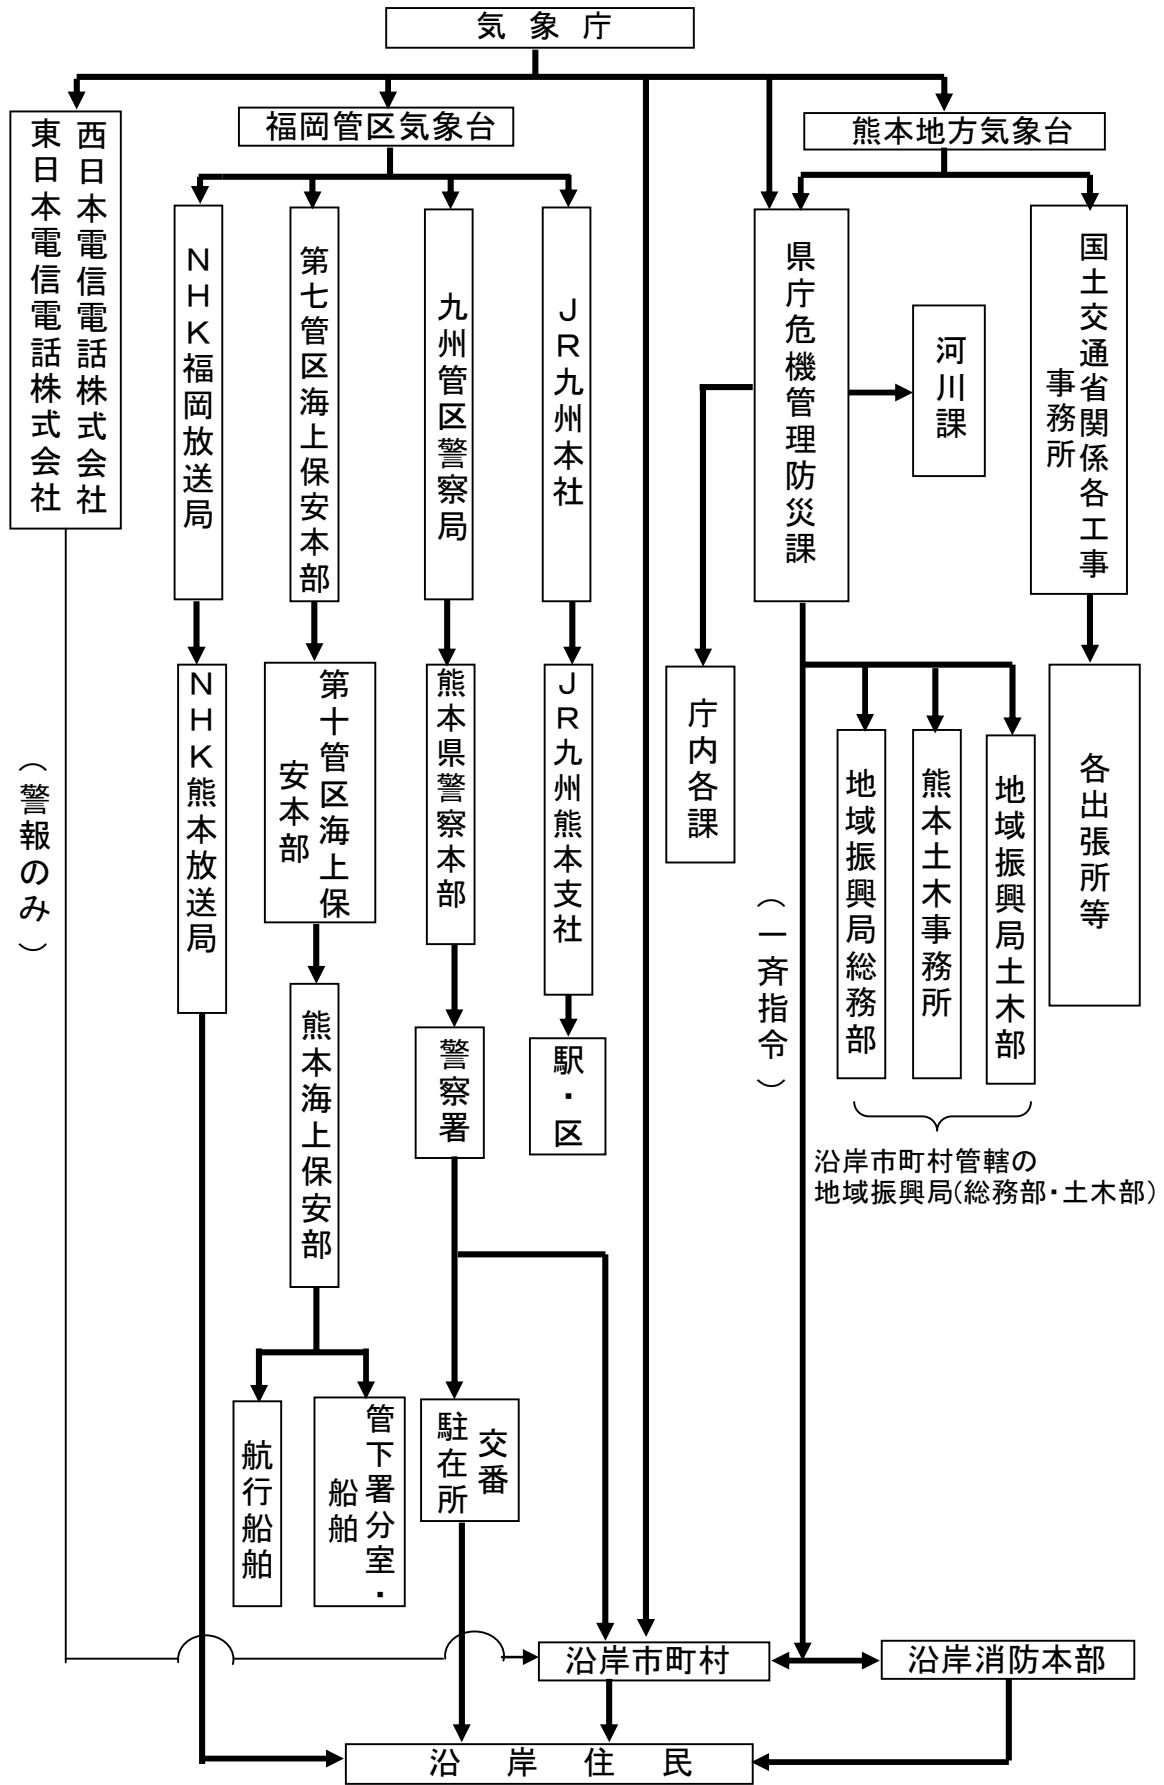 気象庁
西日本電信電話株式会社
東日本電信電話株式会社
福岡管区気象台
熊本地方気象台
NHK福岡放送局
第七管区海上保安本部
九州管区警察局
JR九州本社
県庁危機管理防災課
河川課
国土交通省関係各工事
事務所
NHK熊本放送局
第十管区海上保
安本部
熊本県警察本部
JR九州熊本支社
庁内各課
地域振興局総務部
熊本土木事務所
地域振興局土木部
各出張所等
(警報のみ)
(一斉指令)
熊本海上保安部
警察署
駅・区
沿岸市町村管轄の
地域振興局(総務部・土木部)
航行船舶
管下署分室・
船舶
交番
駐在所
沿岸市町村
沿岸消防本部
沿岸住民